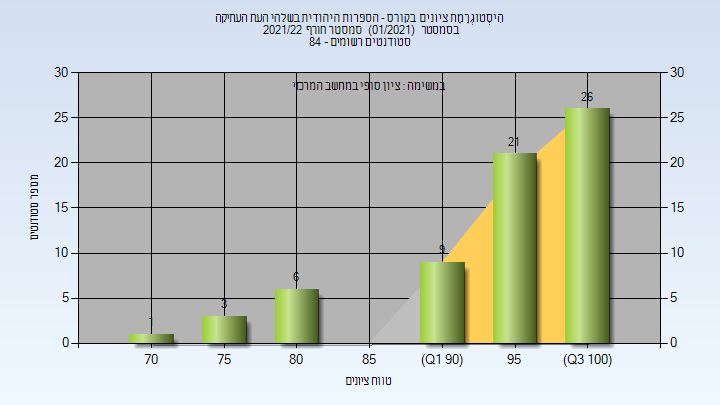 היסטוגרמת ציונים בקורס - הספרות היהודית בשלהי העת העתיקה
בסמסטר (01/2021) סמסטר חורף 2021/22
סטודנטים רשומים - 84
במשימה : ציון סופי במחשב המרכזי
30 30
25 25
20 20
15 15
10 10
5 5
0 0
1 3 6 9 21 26
מספר סטודנטים
70 75 80 85 (Q1 90) 95 (Q3 100)
טווח ציונים